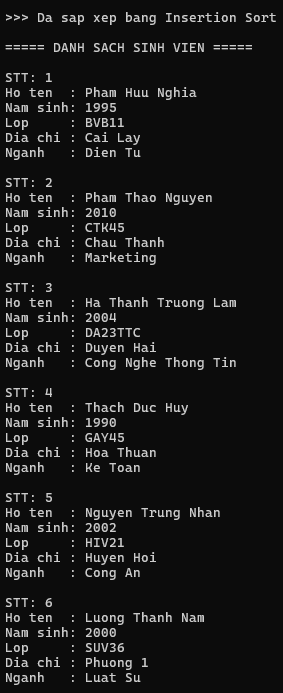 >>> Da sap xep bang Insertion Sort
===== DANH SACH SINH VIEN =====
STT: 1
Ho ten  : Pham Huu Nghia
Nam sinh: 1995
Lop     : BVB11
Dia chi : Cai Lay
Nganh   : Dien Tu
STT: 2
Ho ten  : Pham Thao Nguyen
Nam sinh: 2010
Lop     : CTK45
Dia chi : Chau Thanh
Nganh   : Marketing
STT: 3
Ho ten  : Ha Thanh Truong Lam
Nam sinh: 2004
Lop     : DA23TTC
Dia chi : Duyen Hai
Nganh   : Cong Nghe Thong Tin
STT: 4
Ho ten  : Thach Duc Huy
Nam sinh: 1990
Lop     : GAY45
Dia chi : Hoa Thuan
Nganh   : Ke Toan
STT: 5
Ho ten  : Nguyen Trung Nhan
Nam sinh: 2002
Lop     : HIV21
Dia chi : Huyen Hoi
Nganh   : Cong An
STT: 6
Ho ten  : Luong Thanh Nam
Nam sinh: 2000
Lop     : SUV36
Dia chi : Phuong 1
Nganh   : Luat Su